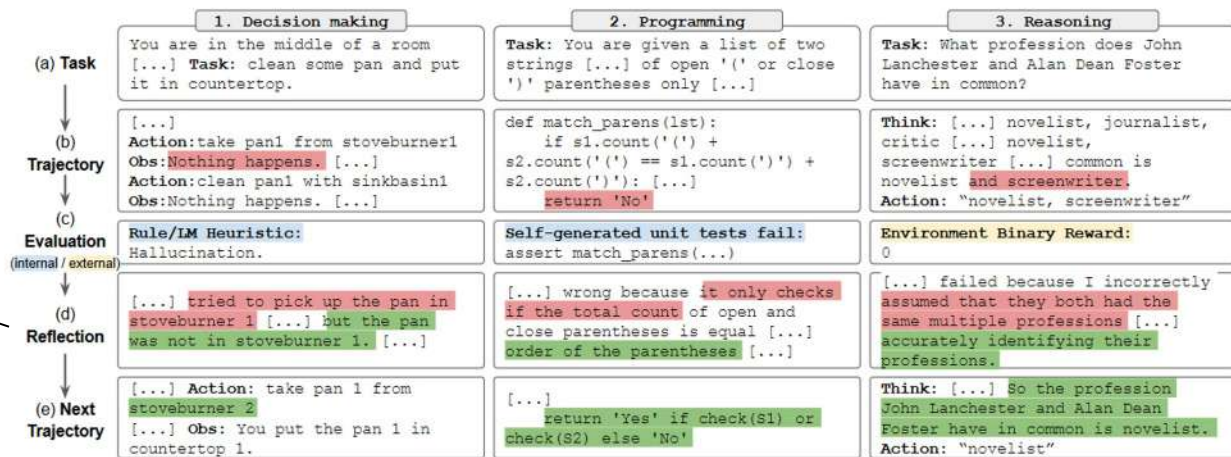 1. Decision making
2. Programming
3. Reasoning
(a) Task
You are in the middle of a room
[...] Task: clean some pan and put
it in countertop.
Task: You are given a list of two
strings [...] of open '(' or close
')' parentheses only [...]
Task: What profession does John
Lanchester and Alan Dean Foster
have in common?
(b)
Trajectory
[...]
Action:take pan1 from stoveburner1
Obs:Nothing happens. [...]
Action:clean pan1 with sinkbasin1
Obs:Nothing happens. [...]
def match_parens(lst):
if s1.count('(') +
s2.count('(') == s1.count(')') +
s2.count(')'): [...]
return 'No'
Think: [...] novelist, journalist,
critic [...] novelist,
screenwriter [...] common is
novelist and screenwriter.
Action: “novelist, screenwriter”
(c)
Evaluation
(internal / external)
Rule/LM Heuristic:
Hallucination.
Self-generated unit tests fail:
assert match_parens(...)
Environment Binary Reward:
0
(d)
Reflection
[...] tried to pick up the pan in
stoveburner 1 [...] but the pan
was not in stoveburner 1. [...]
[...] wrong because it only checks
if the total count of open and
close parentheses is equal [...]
order of the parentheses [...]
[...] failed because I incorrectly
assumed that they both had the
same multiple professions [...]
accurately identifying their
professions.
(e) Next
Trajectory
[...] Action: take pan 1 from
stoveburner 2
[...] Obs: You put the pan 1 in
countertop 1.
[...]
return 'Yes' if check(S1) or
check(S2) else 'No'
Think: [...] So the profession
John Lanchester and Alan Dean
Foster have in common is novelist.
Action: “novelist”